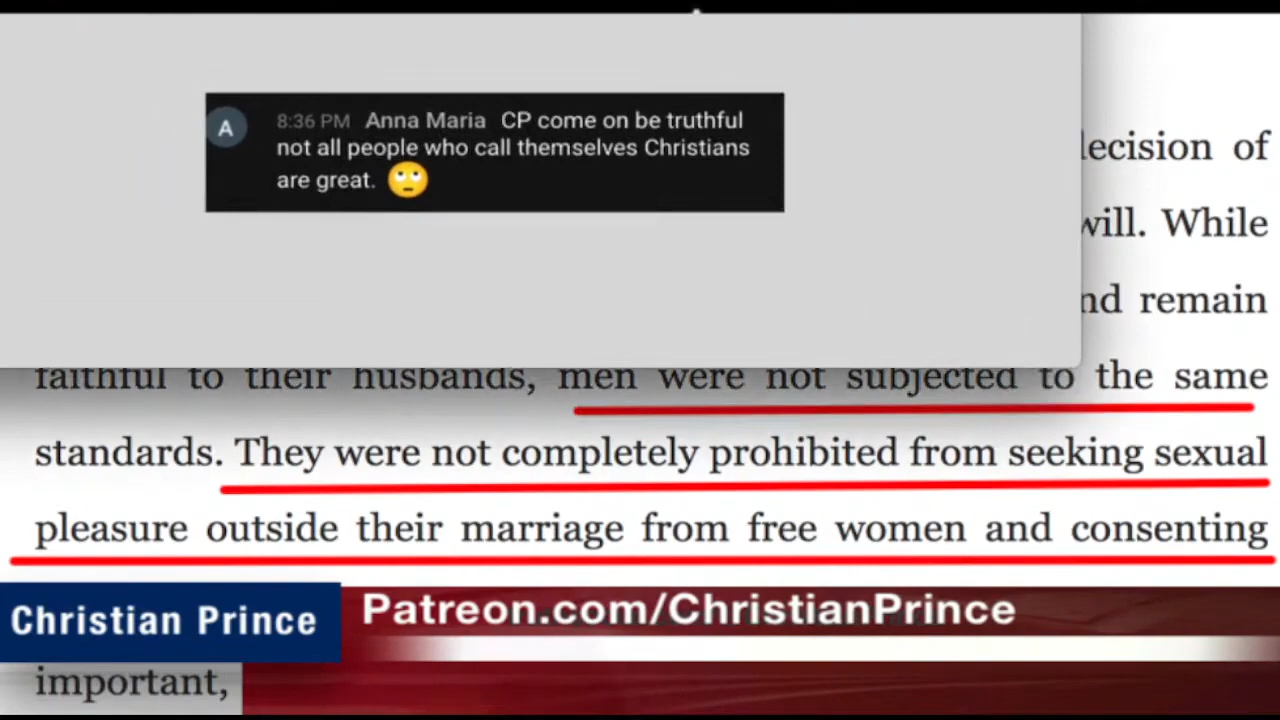 A
8:36 PM Anna Maria CP come on be truthful
not all people who call themselves Christians
are great. 🙄
decision of
will. While
and remain
faithful to their husbands, men were not subjected to the same
standards. They were not completely prohibited from seeking sexual
pleasure outside their marriage from free women and consenting
Christian Prince
Patreon.com/ChristianPrince
important,